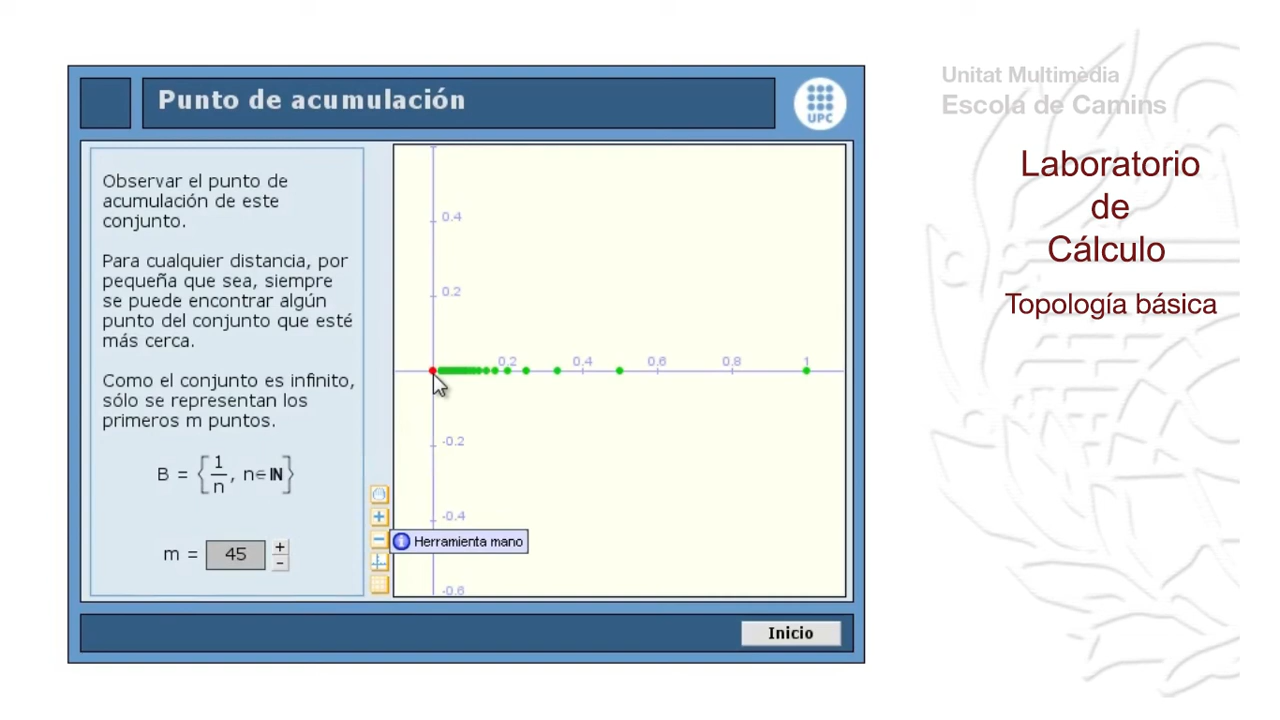 Punto de acumulación
UPC
Unitat Multimèdia
Escola de Camins
Laboratorio
de
Cálculo
Topología básica
Observar el punto de
acumulación de este
conjunto.
Para cualquier distancia, por
pequeña que sea, siempre
se puede encontrar algún
punto del conjunto que esté
más cerca.
Como el conjunto es infinito,
sólo se representan los
primeros m puntos.
B = {1/n, n∈ℕ}
m = 45 + -
0.4
0.2
0.2 0.4 0.6 0.8 1
-0.2
-0.4
-0.6
+
-
i Herramienta mano
Inicio